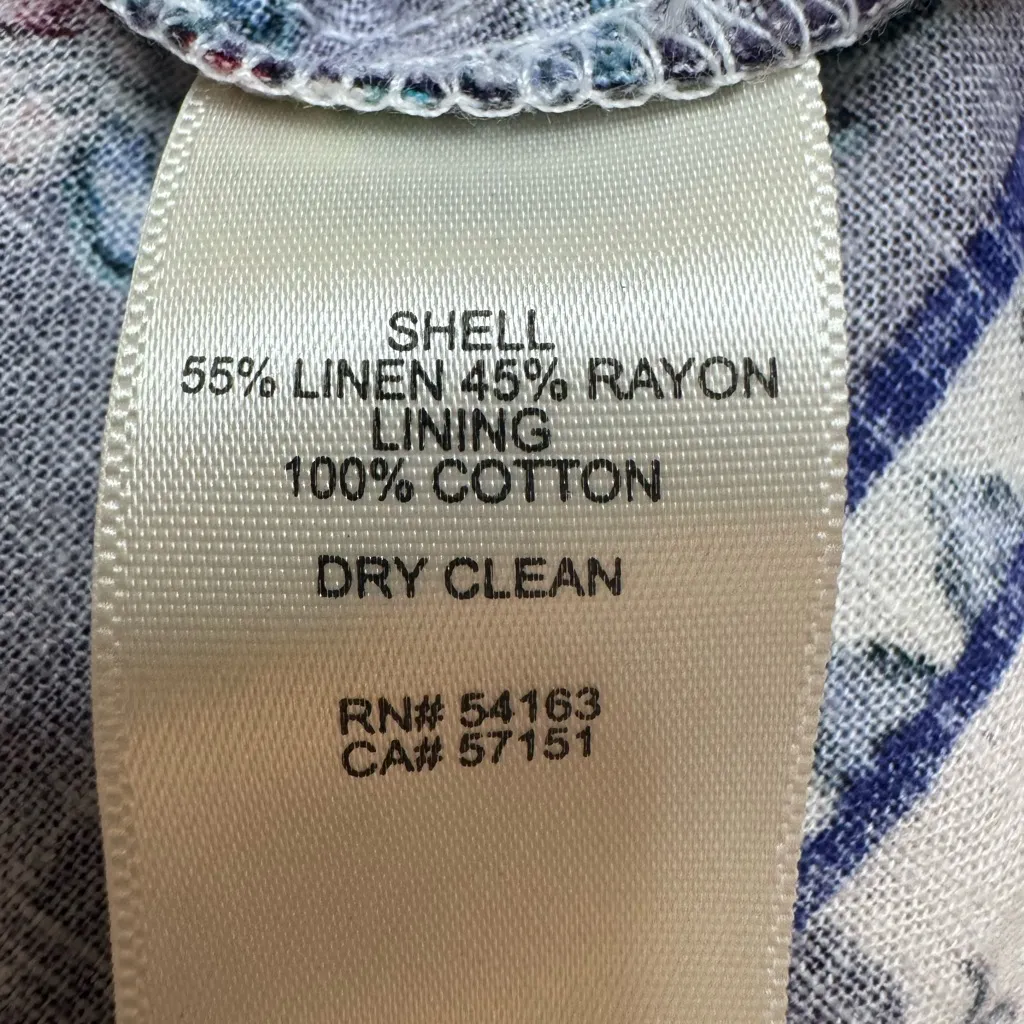 SHELL
55% LINEN 45% RAYON
LINING
100% COTTON
DRY CLEAN
RN# 54163
CA# 57151